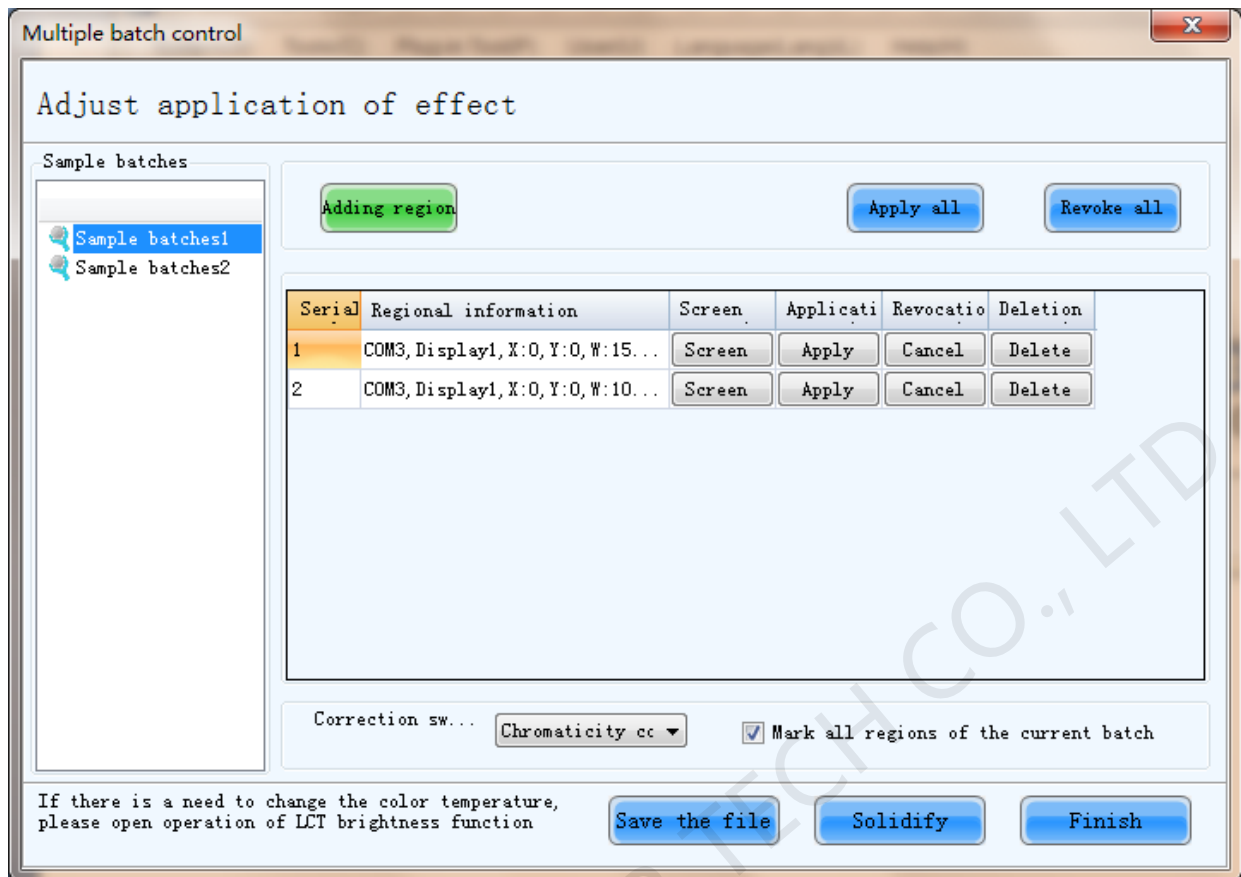 Multiple batch control
Adjust application of effect
Sample batches
Sample batches1
Sample batches2
Adding region
Apply all
Revoke all
Serial Regional information Screen Applicati Revocatio Deletion
1 COM3, Display1, X:0, Y:0, W:15... Screen Apply Cancel Delete
2 COM3, Display1, X:0, Y:0, W:10... Screen Apply Cancel Delete
Correction sw... Chromaticity cc Mark all regions of the current batch
If there is a need to change the color temperature,
please open operation of LCT brightness function
Save the file Solidify Finish
TECH CO., LTD